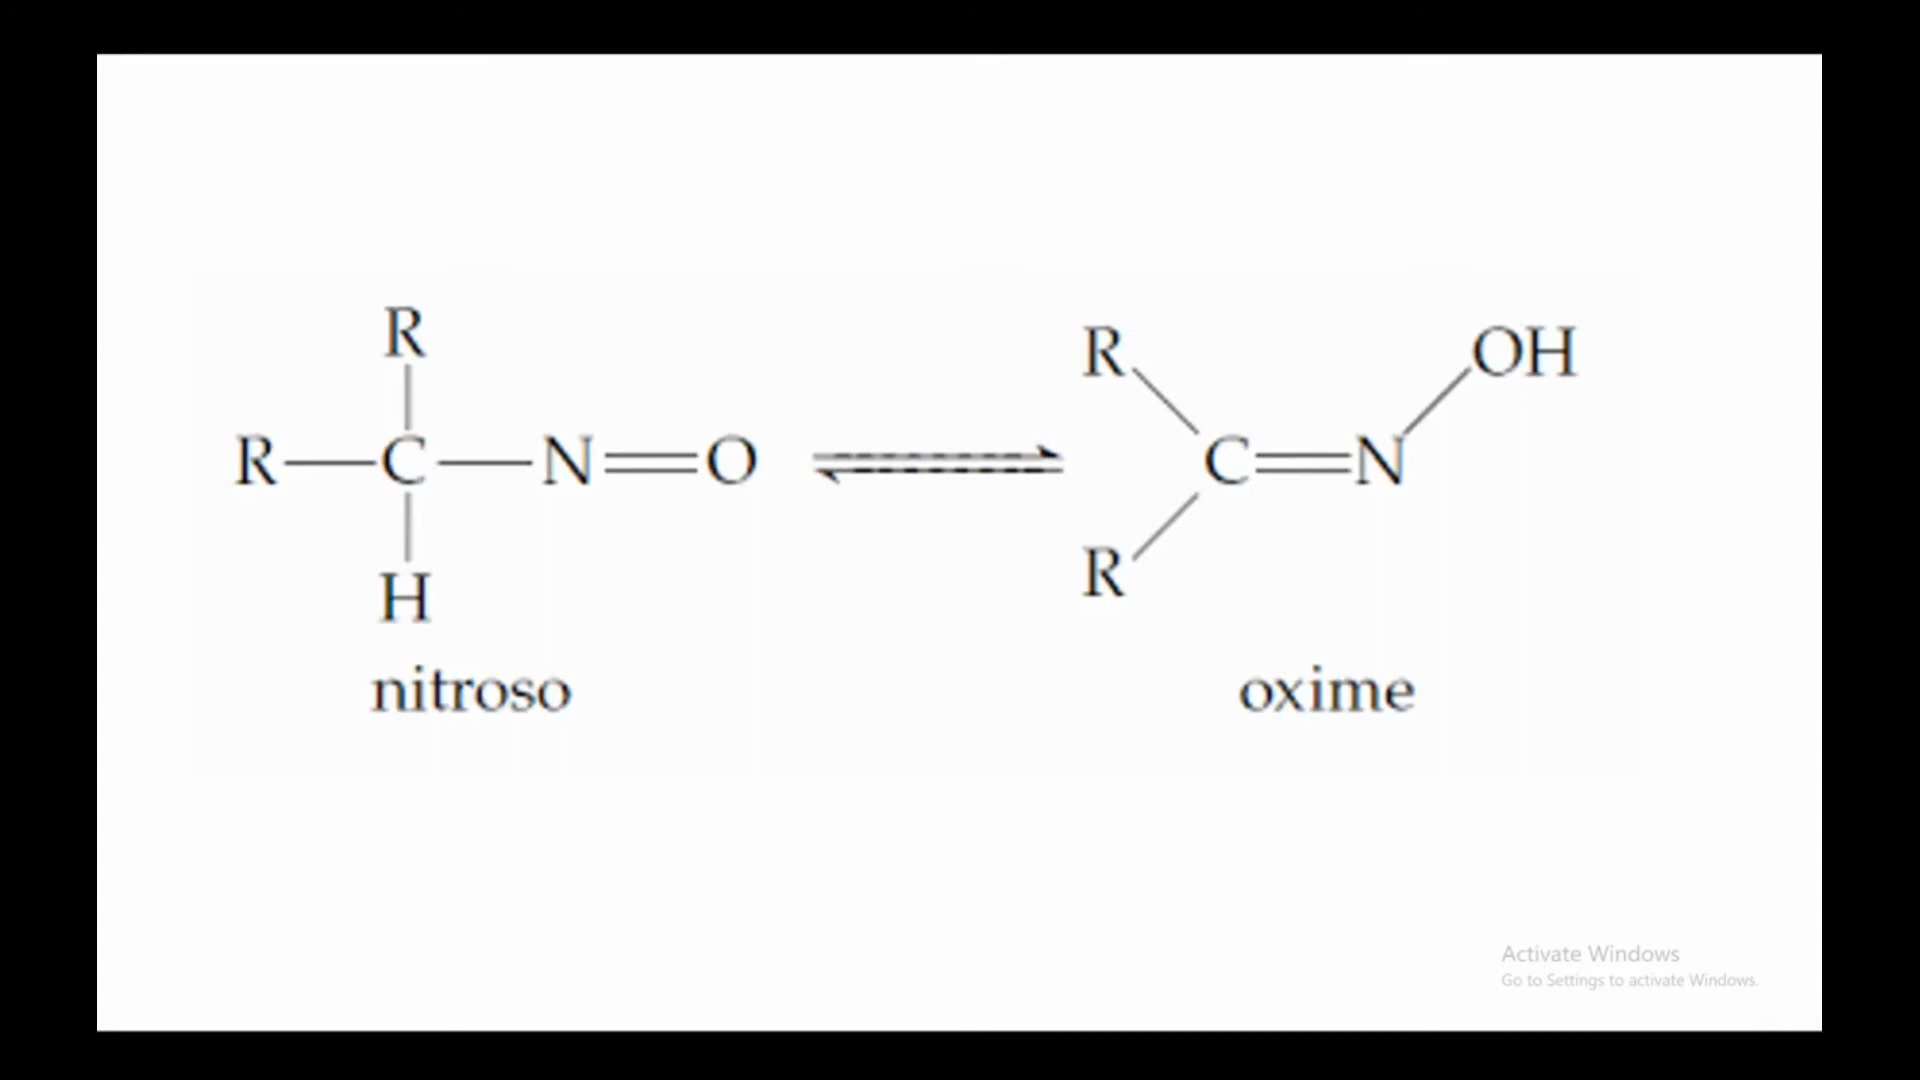 R
R—C—N=O
H
nitroso
R
OH
C=N
R
oxime
Activate Windows
Go to Settings to activate Windows.